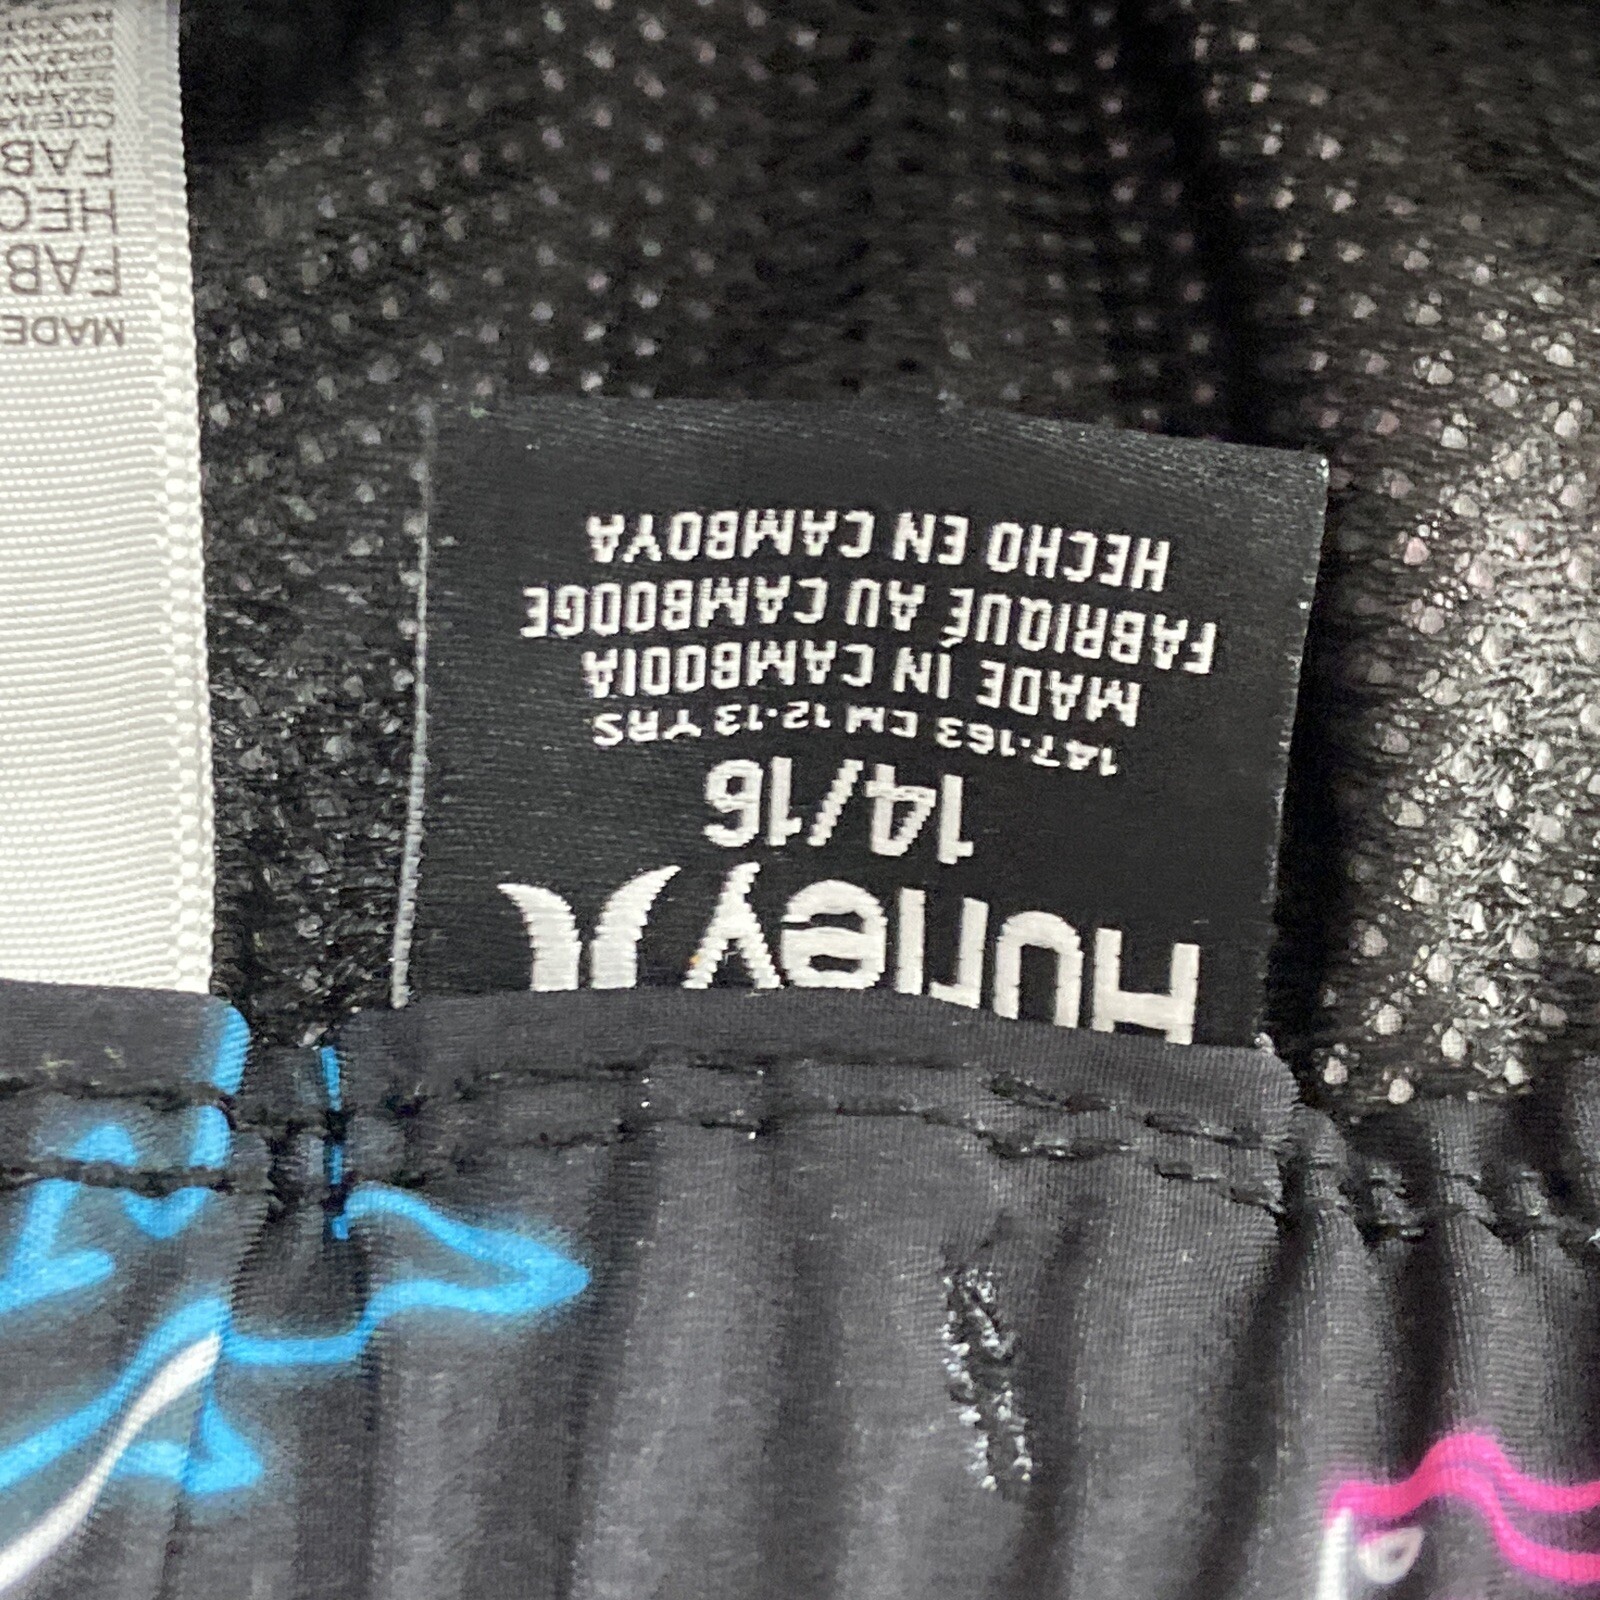 Hurley
14/16
147-163 CM 12-13 YRS
MADE IN CAMBODIA
FABRIQUÉ AU CAMBODGE
HECHO EN CAMBOYA
MADE
FAB
HEC
FAB